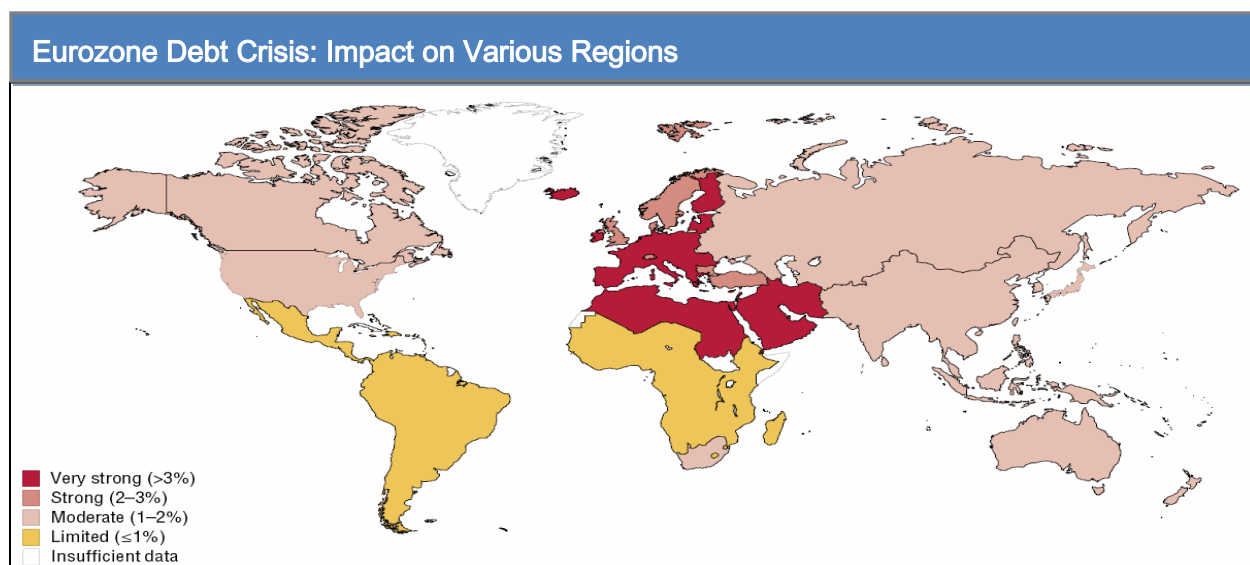 Eurozone Debt Crisis: Impact on Various Regions
Very strong (>3%)
Strong (2–3%)
Moderate (1–2%)
Limited (≤1%)
Insufficient data